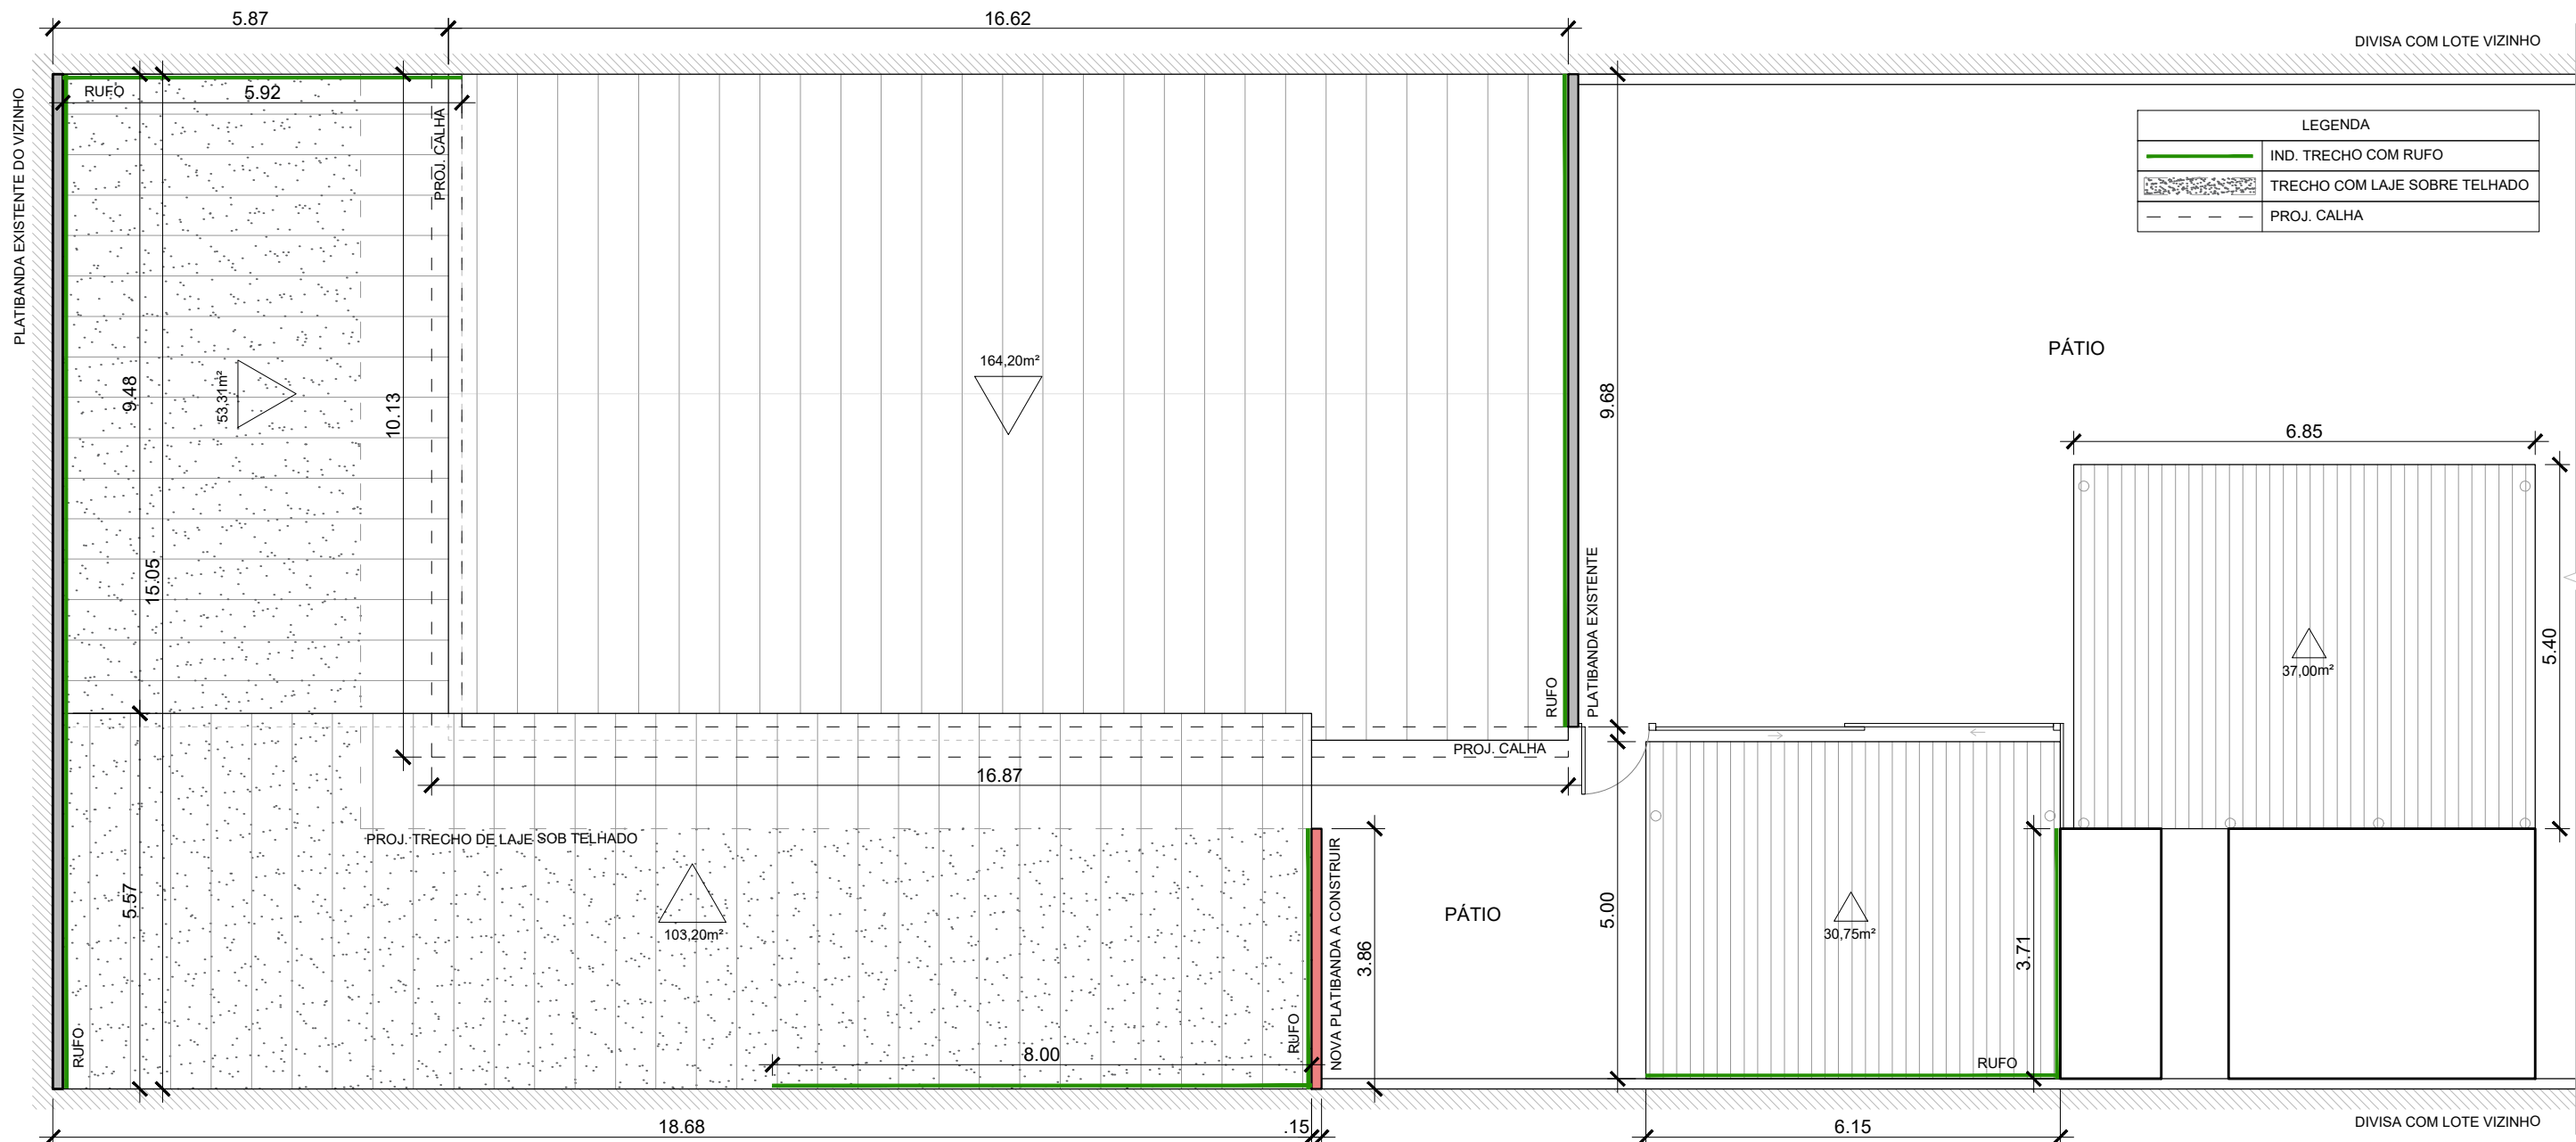 5.87
16.62
DIVISA COM LOTE VIZINHO
PLATIBANDA EXISTENTE DO VIZINHO
RUFO
5.92
PROJ. CALHA
LEGENDA
IND. TRECHO COM RUFO
TRECHO COM LAJE SOBRE TELHADO
PROJ. CALHA
9.48
15.05
53,31m²
10.13
164,20m²
9.68
PÁTIO
6.85
5.40
37,00m²
RUFO
PLATIBANDA EXISTENTE
PROJ. CALHA
16.87
PROJ. TRECHO DE LAJE SOB TELHADO
5.57
103,20m²
RUFO
8.00
RUFO
NOVA PLATIBANDA A CONSTRUIR
3.86
PÁTIO
5.00
30,75m²
3.71
RUFO
18.68
.15
6.15
DIVISA COM LOTE VIZINHO